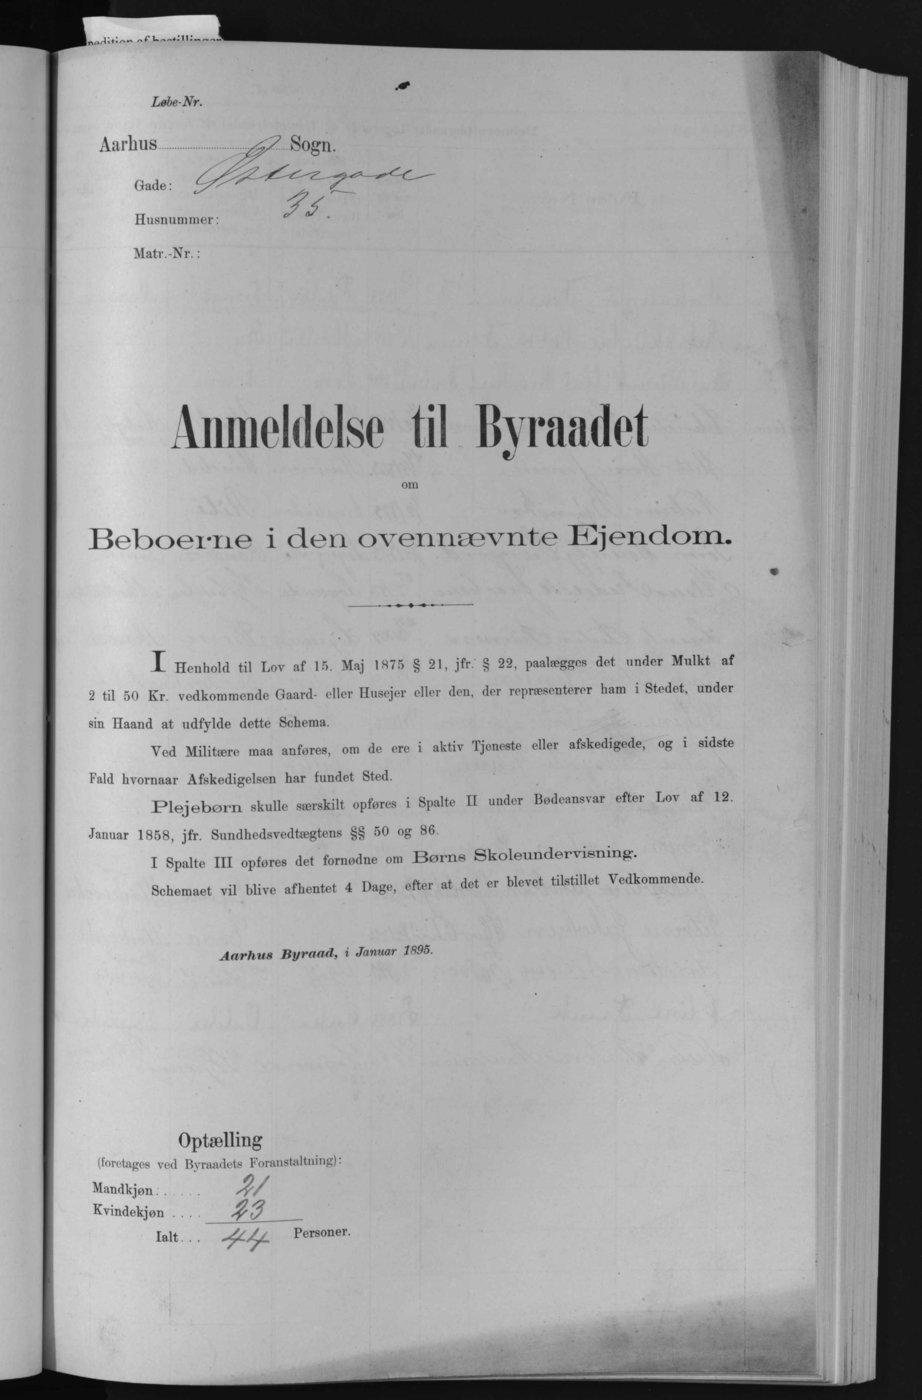 Løbe-Nr.
Aarhus Sogn.
Gade: Østergade
Husnummer: 35.
Matr.-Nr.:
Anmeldelse til Byraadet
om
Beboerne i den ovennævnte Ejendom.
I Henhold til Lov af 15. Maj 1875 § 21, jfr. § 22, paalægges det under Mulkt af
2 til 50 Kr. vedkommende Gaard- eller Husejer eller den, der repræsenterer ham i Stedet, under
sin Haand at udfylde dette Schema.
Ved Militære maa anføres, om de ere i aktiv Tjeneste eller afskedigede, og i sidste
Fald hvornaar Afskedigelsen har fundet Sted.
Plejebørn skulle særskilt opføres i Spalte II under Bødeansvar efter Lov af 12.
Januar 1858, jfr. Sundhedsvedtægtens §§ 50 og 86.
I Spalte III opføres det fornødne om Børns Skoleundervisning.
Schemaet vil blive afhentet 4 Dage, efter at det er blevet tilstillet Vedkommende.
Aarhus Byraad, i Januar 1895.
Optælling
(foretages ved Byraadets Foranstaltning):
Mandkjøn...... 21
Kvindekjøn .... 23
Ialt... 44 Personer.